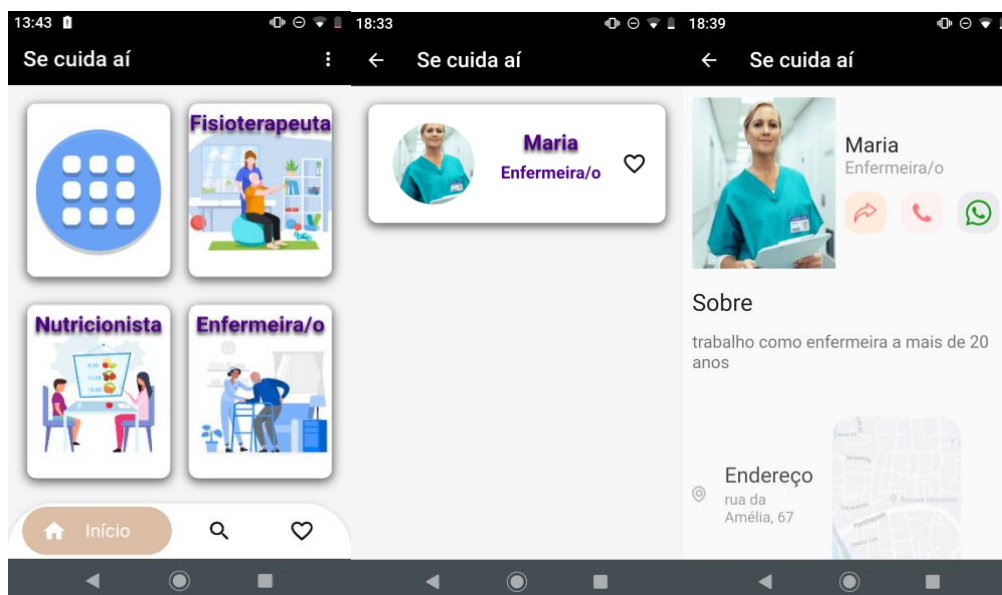 13:43
Se cuida aí
Fisioterapeuta
Nutricionista
Enfermeira/o
Início
18:33
Se cuida aí
Maria
Enfermeira/o
18:39
Se cuida aí
Maria
Enfermeira/o
Sobre
trabalho como enfermeira a mais de 20
anos
Endereço
rua da
Amélia, 67